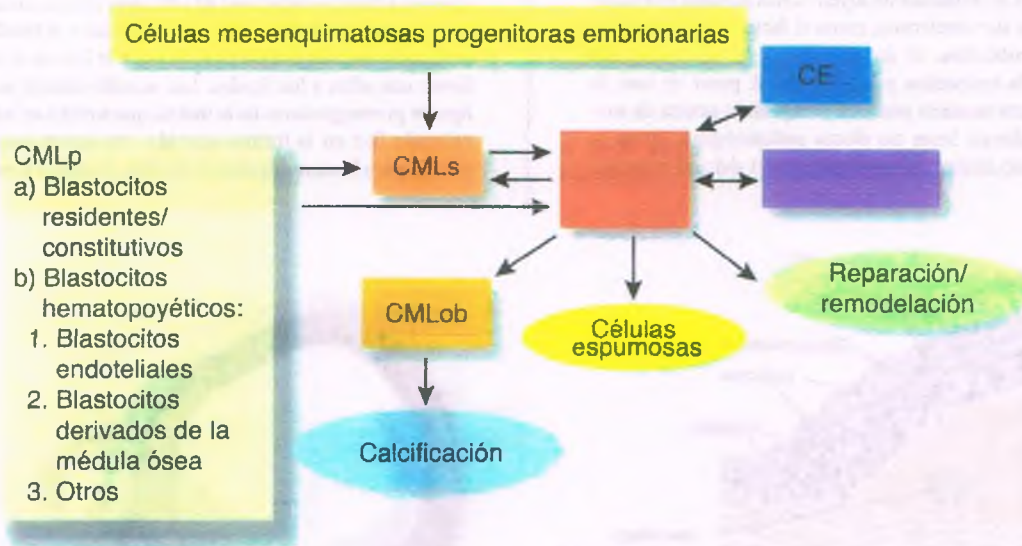 Células mesenquimatosas progenitoras embrionarias
CE
CMLp
a) Blastocitos
residentes/
constitutivos
b) Blastocitos
hematopoyéticos:
1. Blastocitos
endoteliales
2. Blastocitos
derivados de la
médula ósea
3. Otros
CMLs
CMLob
Células
espumosas
Reparación/
remodelación
Calcificación